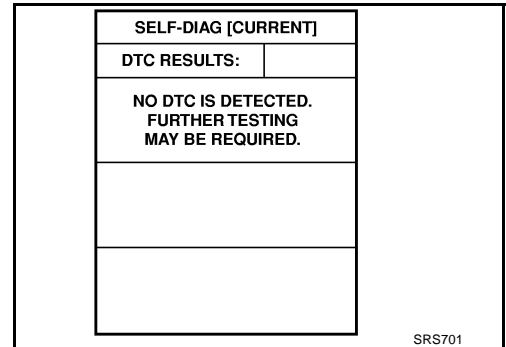 SELF-DIAG [CURRENT]
DTC RESULTS:
NO DTC IS DETECTED.
FURTHER TESTING
MAY BE REQUIRED.
SRS701